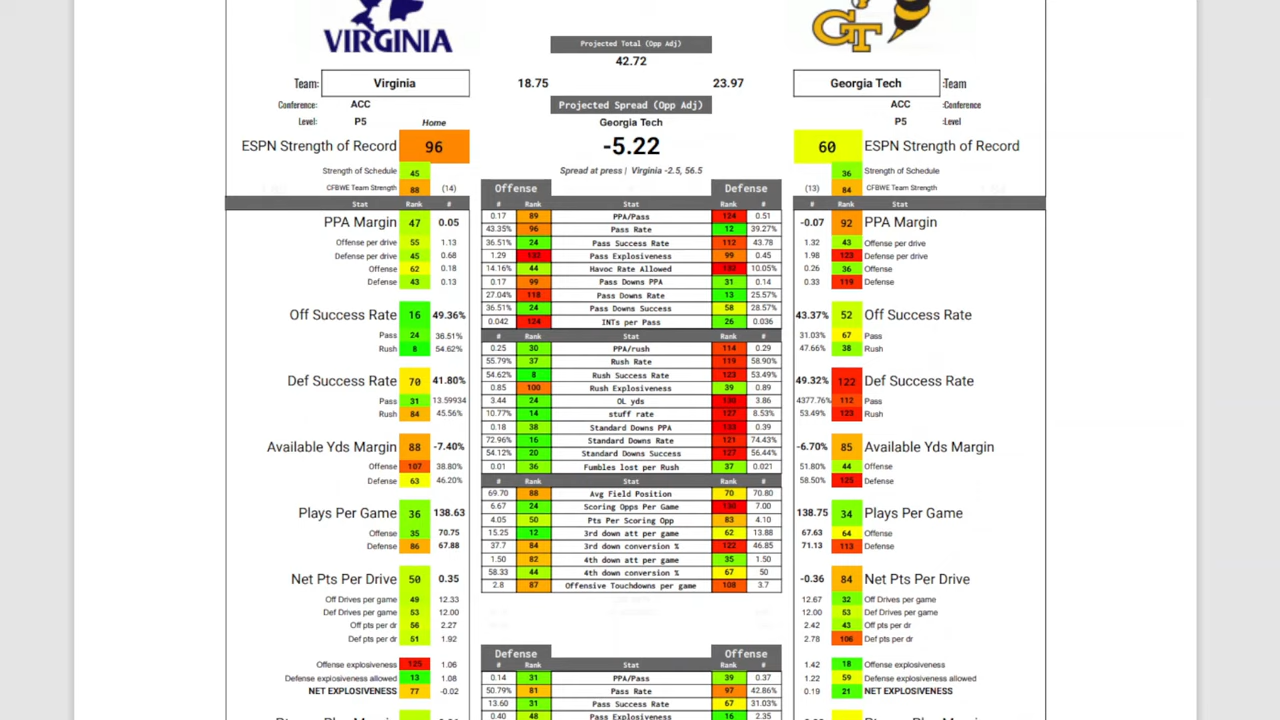 VIRGINIA
GT
Projected Total (Opp Adj)
42.72
18.75 23.97
Team: Virginia
Georgia Tech :Team
Conference: ACC
ACC :Conference
Level: P5 Home
P5 :Level
Projected Spread (Opp Adj)
Georgia Tech
-5.22
Spread at press | Virginia -2.5, 56.5
ESPN Strength of Record 96
Strength of Schedule 45
CFBWE Team Strength 88 (14)
60 ESPN Strength of Record
36 Strength of Schedule
(13) 84 CFBWE Team Strength
Stat Rank #
PPA Margin 47 0.05
Offense per drive 55 1.13
Defense per drive 45 0.68
Offense 62 0.18
Defense 43 0.13
Off Success Rate 16 49.36%
Pass 24 36.51%
Rush 8 54.62%
Def Success Rate 70 41.80%
Pass 31 13.59934
Rush 84 45.56%
Available Yds Margin 88 -7.40%
Offense 107 38.80%
Defense 63 46.20%
Plays Per Game 36 138.63
Offense 35 70.75
Defense 86 67.88
Net Pts Per Drive 50 0.35
Off Drives per game 49 12.33
Def Drives per game 53 12.00
Off pts per dr 56 2.27
Def pts per dr 51 1.92
Offense explosiveness 125 1.06
Defense explosiveness allowed 13 1.08
NET EXPLOSIVENESS 77 -0.02
Offense Defense
# Rank Stat Rank #
0.17 89 PPA/Pass 124 0.51
43.35% 96 Pass Rate 12 39.27%
36.51% 24 Pass Success Rate 112 43.78
1.29 Pass Explosiveness 99 0.45
14.16% 44 Havoc Rate Allowed 10.05%
0.17 99 Pass Downs PPA 31 0.14
27.04% 118 Pass Downs Rate 13 25.57%
36.51% 24 Pass Downs Success 58 28.57%
0.042 124 INTs per Pass 26 0.036
# Rank Stat Rank #
0.25 30 PPA/rush 114 0.29
55.79% 37 Rush Rate 119 58.90%
54.62% 8 Rush Success Rate 123 53.49%
0.85 100 Rush Explosiveness 39 0.89
3.44 24 OL yds 3.86
10.77% 14 stuff rate 127 8.53%
0.18 38 Standard Downs PPA 0.39
72.96% 16 Standard Downs Rate 121 74.43%
54.12% 20 Standard Downs Success 127 56.44%
0.01 36 Fumbles lost per Rush 37 0.021
# Rank Stat Rank #
69.70 88 Avg Field Position 70 70.80
6.67 24 Scoring Opps Per Game 7.00
4.05 50 Pts Per Scoring Opp 83 4.10
15.25 12 3rd down att per game 62 13.88
37.7 84 3rd down conversion % 122 46.85
1.50 82 4th down att per game 35 1.50
58.33 44 4th down conversion % 67 50
2.8 87 Offensive Touchdowns per game 108 3.7
Defense Offense
# Rank Stat Rank #
0.14 31 PPA/Pass 39 0.37
50.79% 81 Pass Rate 97 42.86%
13.60 31 Pass Success Rate 67 31.03%
0.40 48 Pass Explosiveness 16 2.35
# Rank Stat
-0.07 92 PPA Margin
1.32 43 Offense per drive
1.98 123 Defense per drive
0.26 36 Offense
0.33 119 Defense
43.37% 52 Off Success Rate
31.03% 67 Pass
47.66% 38 Rush
49.32% 122 Def Success Rate
4377.76% 112 Pass
53.49% 123 Rush
-6.70% 85 Available Yds Margin
51.80% 44 Offense
58.50% 125 Defense
138.75 34 Plays Per Game
67.63 64 Offense
71.13 113 Defense
-0.36 84 Net Pts Per Drive
12.67 32 Off Drives per game
12.00 53 Def Drives per game
2.42 43 Off pts per dr
2.78 106 Def pts per dr
1.42 18 Offense explosiveness
1.22 59 Defense explosiveness allowed
0.19 21 NET EXPLOSIVENESS